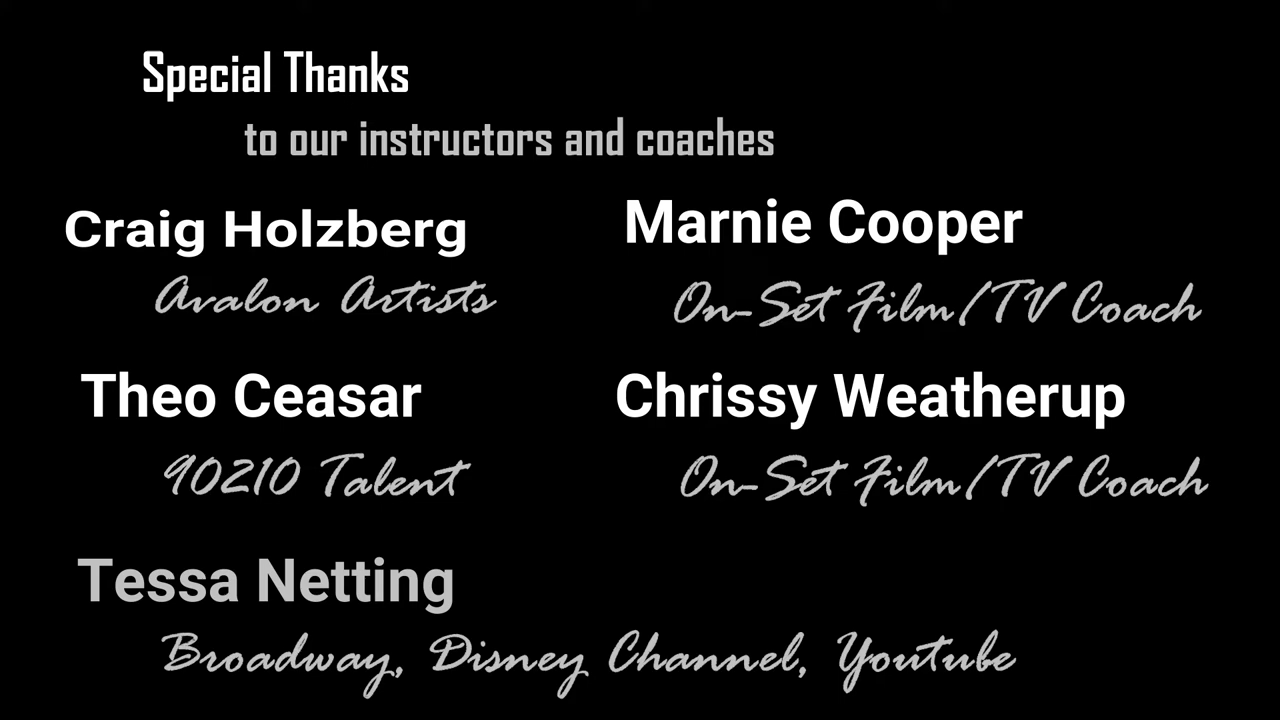 Special Thanks
to our instructors and coaches
Craig Holzberg
Avalon Artists
Marnie Cooper
On-Set Film/TV Coach
Theo Ceasar
90210 Talent
Chrissy Weatherup
On-Set Film/TV Coach
Tessa Netting
Broadway, Disney Channel, Youtube